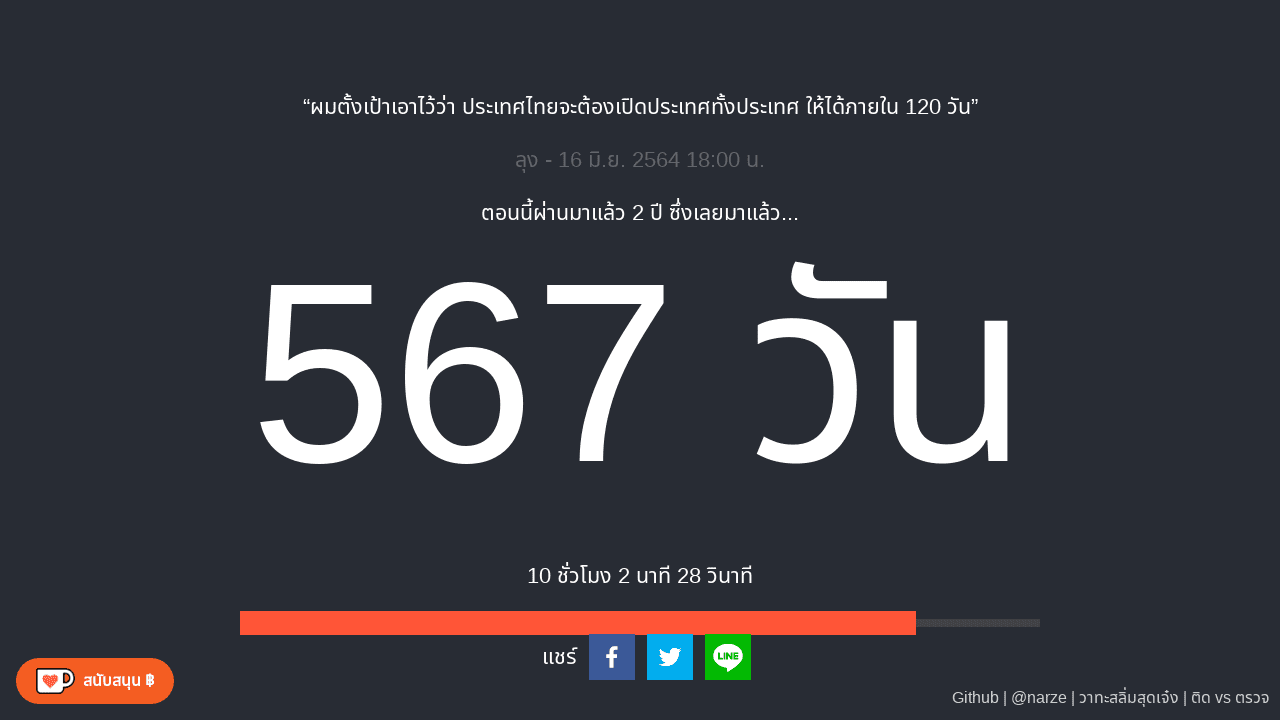 “ผมตั้งเป้าเอาไว้ว่า ประเทศไทยจะต้องเปิดประเทศทั้งประเทศ ให้ได้ภายใน 120 วัน”
ลุง - 16 มิ.ย. 2564 18:00 น.
ตอนนี้ผ่านมาแล้ว 2 ปี ซึ่งเลยมาแล้ว...
567 วัน
10 ชั่วโมง 2 นาที 28 วินาที
แชร์
LINE
สนับสนุน ฿
Github | @narze | วาทะสลิ่มสุดเจ๋ง | ติด vs ตรวจ